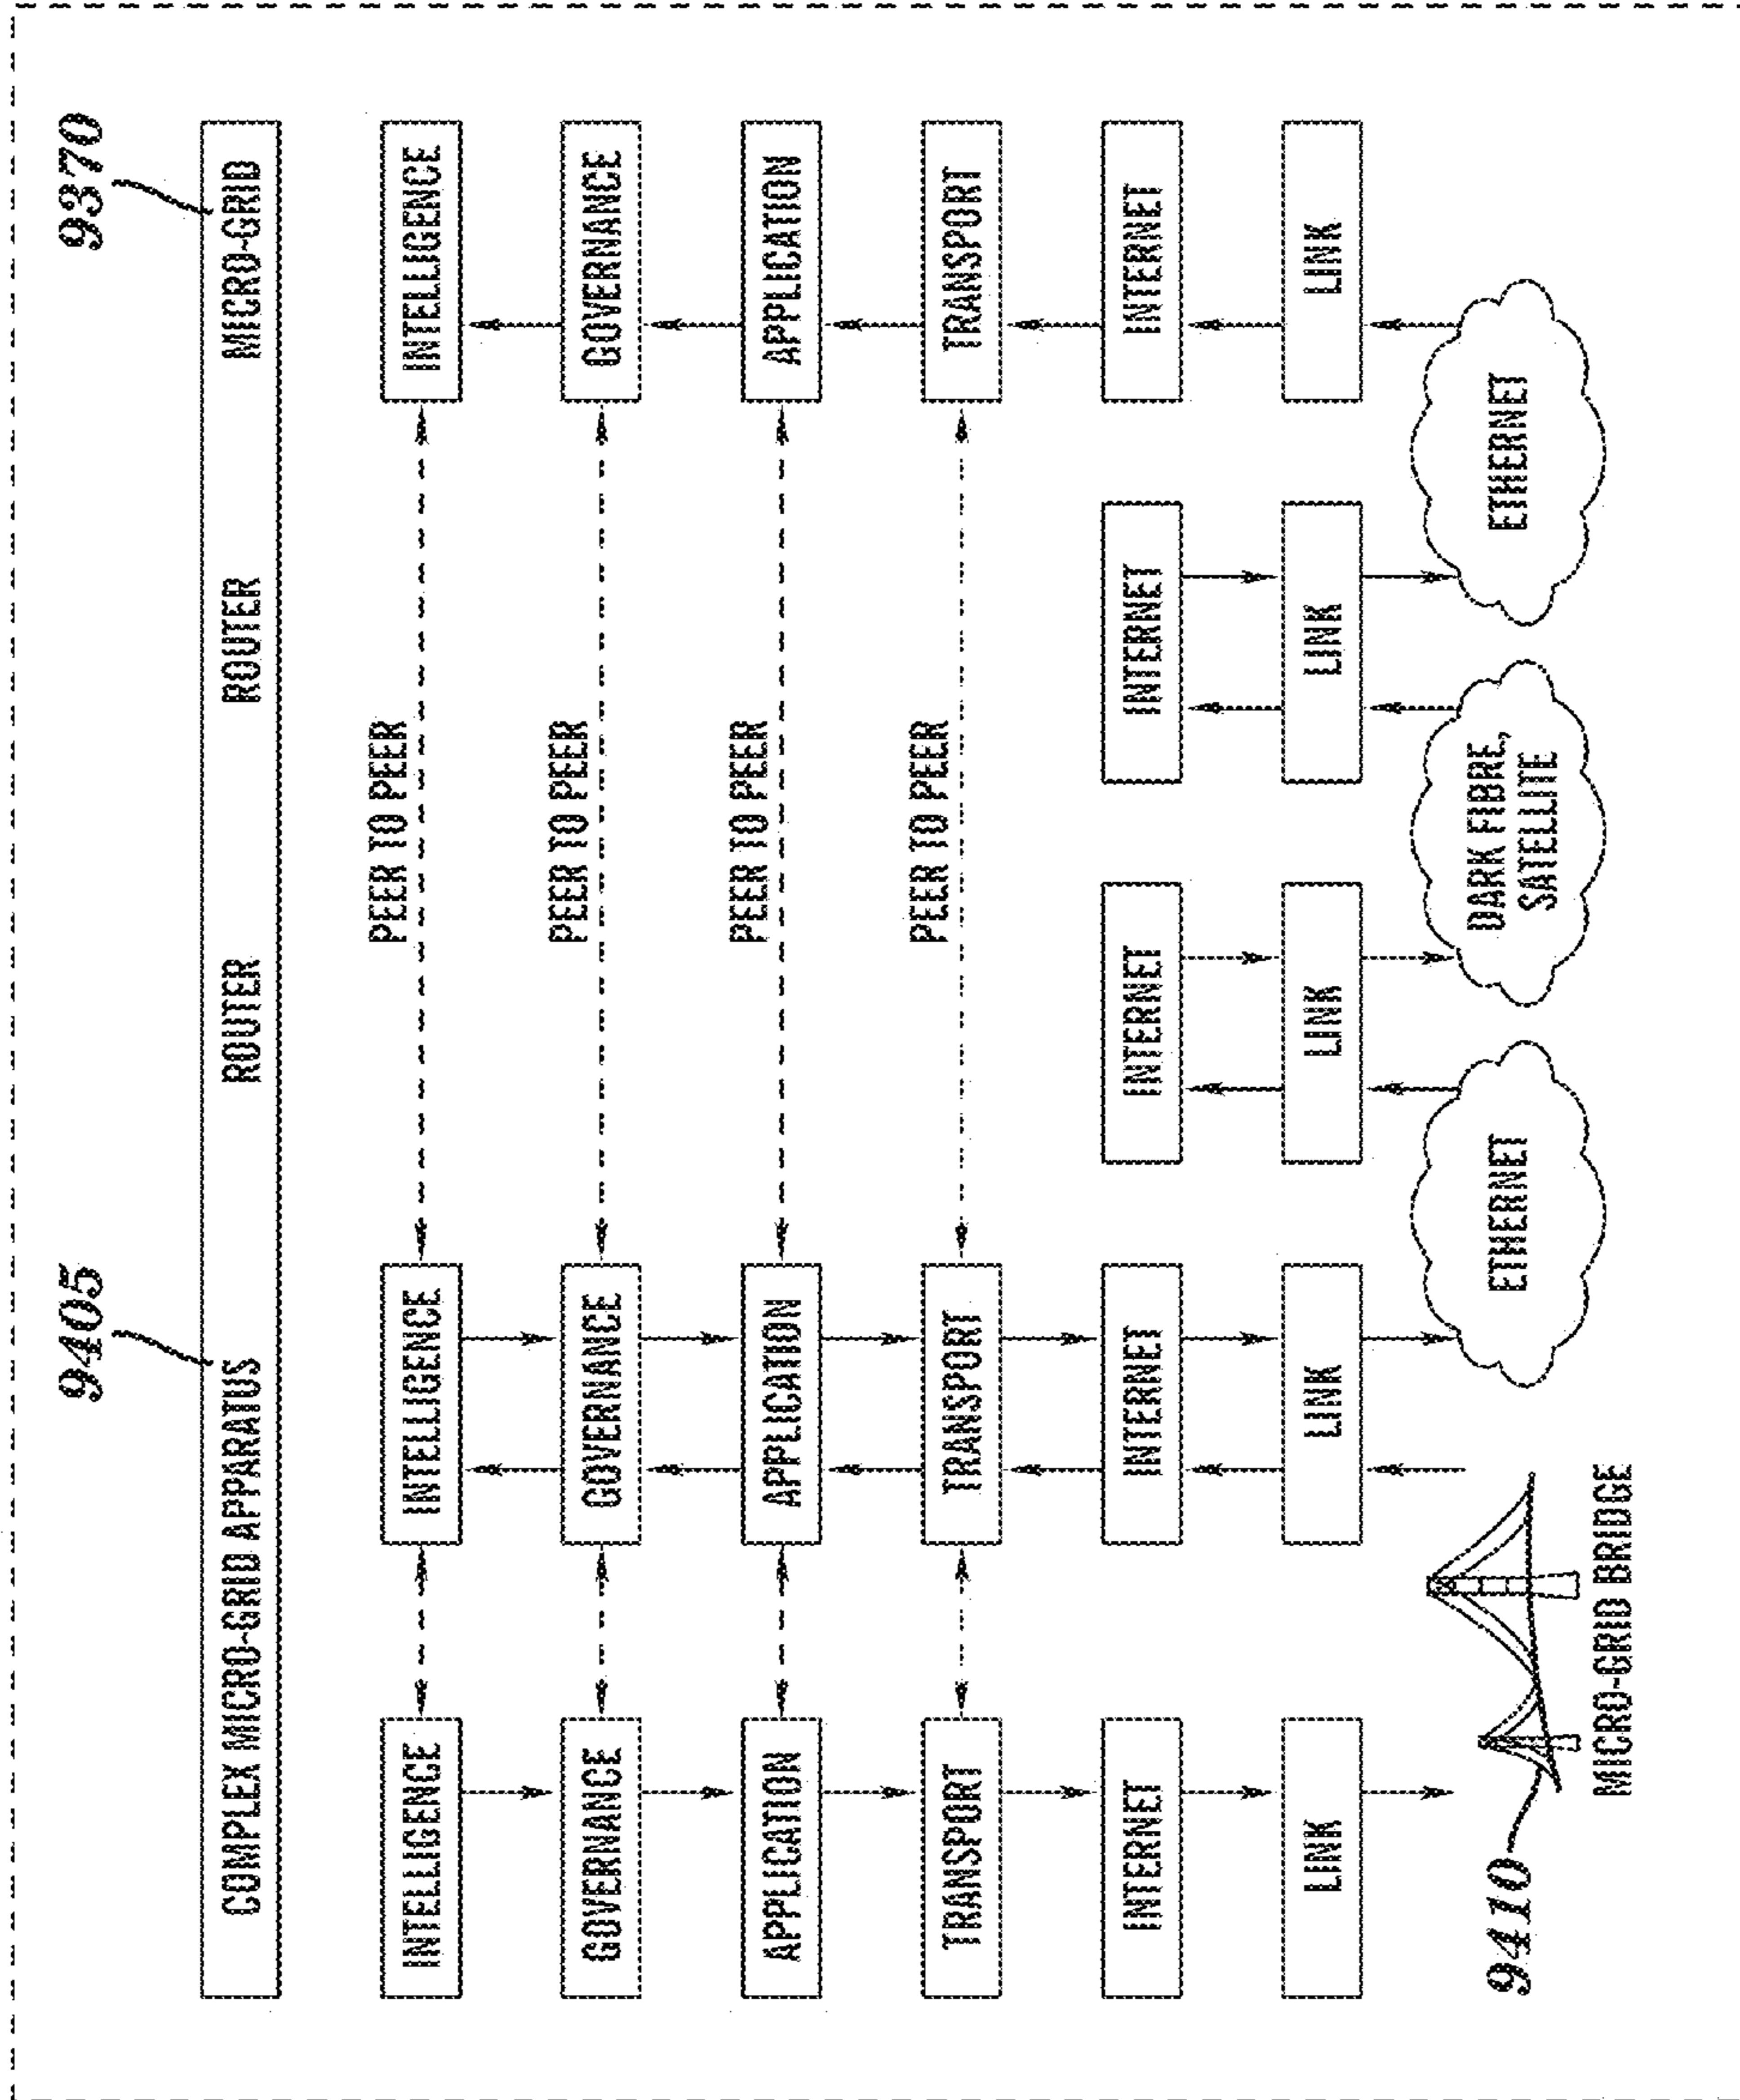 9405
9370
COMPLEX MICRO-GRID APPARATUS ROUTER ROUTER MICRO-GRID
INTELLIGENCE INTELLIGENCE PEER TO PEER INTELLIGENCE
GOVERNANCE GOVERNANCE PEER TO PEER GOVERNANCE
APPLICATION APPLICATION PEER TO PEER APPLICATION
TRANSPORT TRANSPORT PEER TO PEER TRANSPORT
INTERNET INTERNET INTERNET INTERNET INTERNET
LINK LINK LINK LINK LINK
9410
MICRO-GRID BRIDGE
ETHERNET
DARK FIBRE,
SATELLITE
ETHERNET